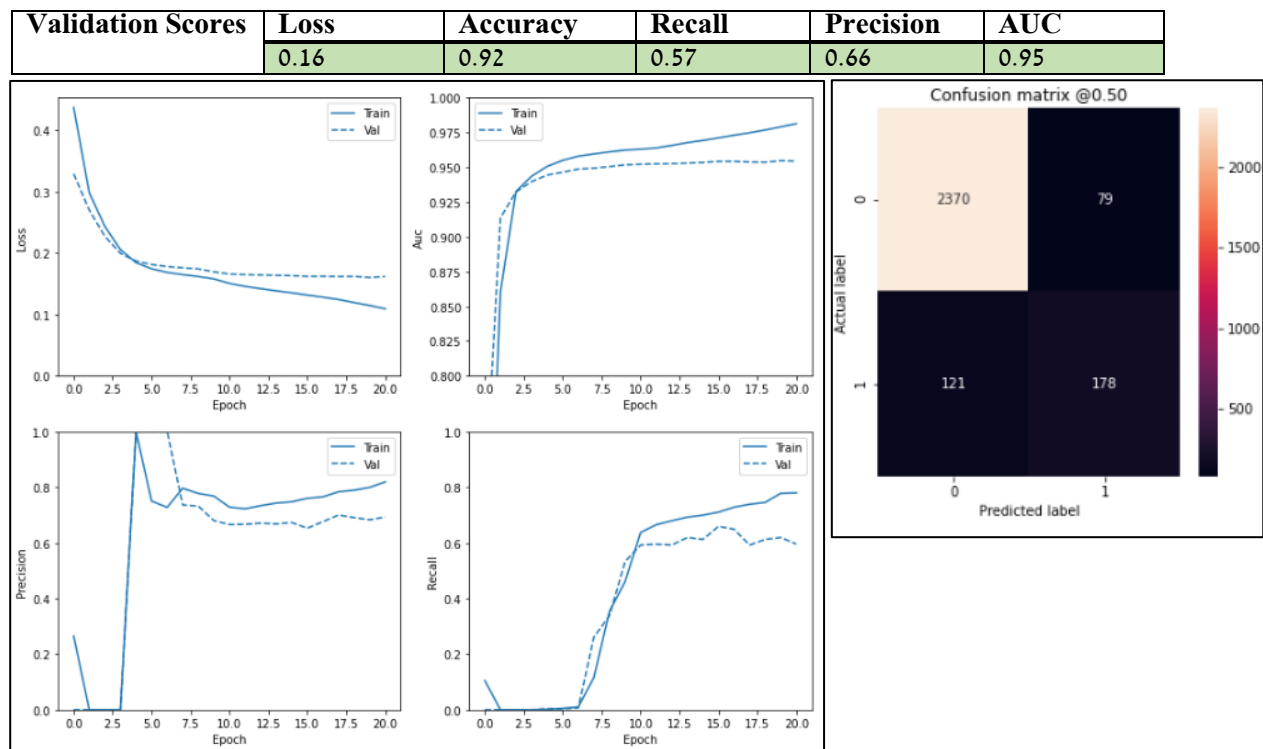 Validation Scores Loss Accuracy Recall Precision AUC
0.16 0.92 0.57 0.66 0.95
Train
Val
0.4
0.3
0.2
0.1
0.0
Loss
0.0 2.5 5.0 7.5 10.0 12.5 15.0 17.5 20.0
Epoch
Train
Val
1.000
0.975
0.950
0.925
0.900
0.875
0.850
0.825
0.800
Auc
0.0 2.5 5.0 7.5 10.0 12.5 15.0 17.5 20.0
Epoch
Confusion matrix @0.50
0
1
Actual label
2370 79
121 178
0 1
Predicted label
2000
1500
1000
500
Train
Val
1.0
0.8
0.6
0.4
0.2
0.0
Precision
0.0 2.5 5.0 7.5 10.0 12.5 15.0 17.5 20.0
Epoch
Train
Val
1.0
0.8
0.6
0.4
0.2
0.0
Recall
0.0 2.5 5.0 7.5 10.0 12.5 15.0 17.5 20.0
Epoch